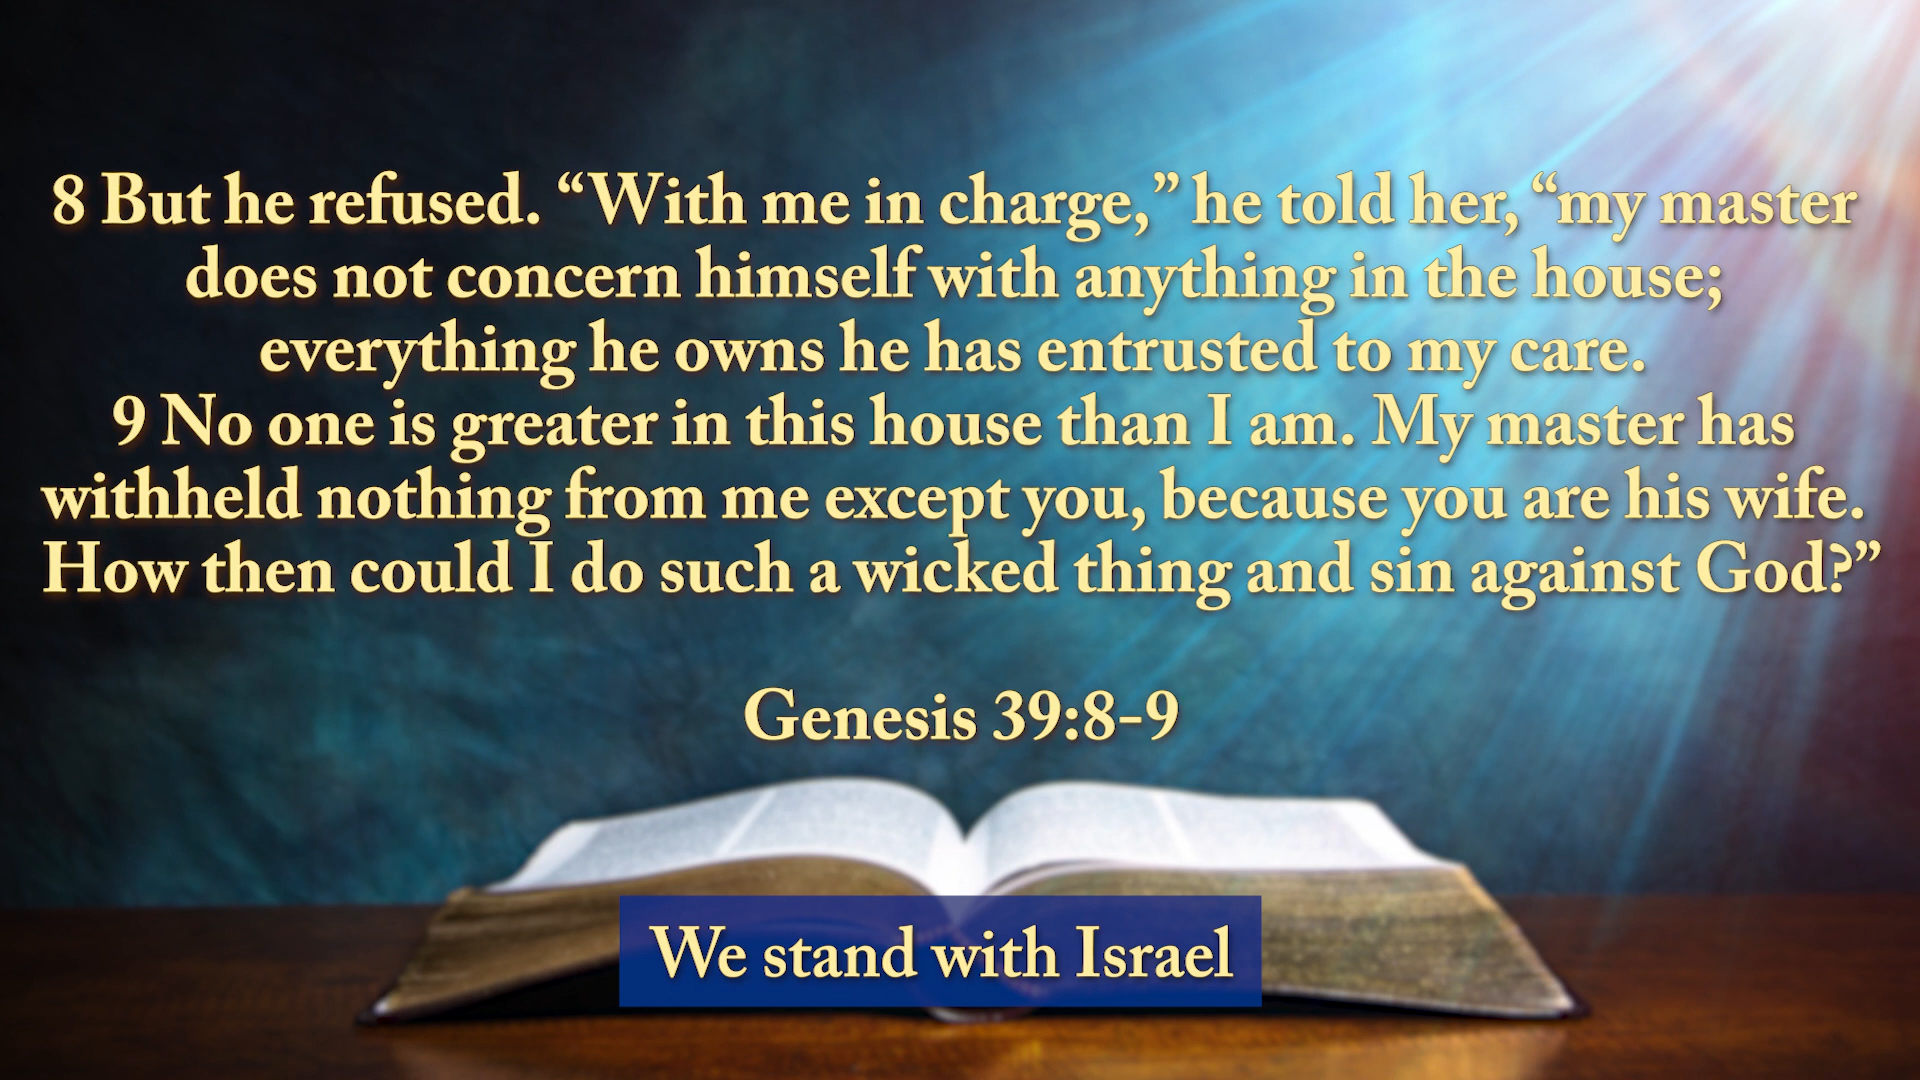 8 But he refused. “With me in charge,” he told her, “my master
does not concern himself with anything in the house;
everything he owns he has entrusted to my care.
9 No one is greater in this house than I am. My master has
withheld nothing from me except you, because you are his wife.
How then could I do such a wicked thing and sin against God?”
Genesis 39:8-9
We stand with Israel